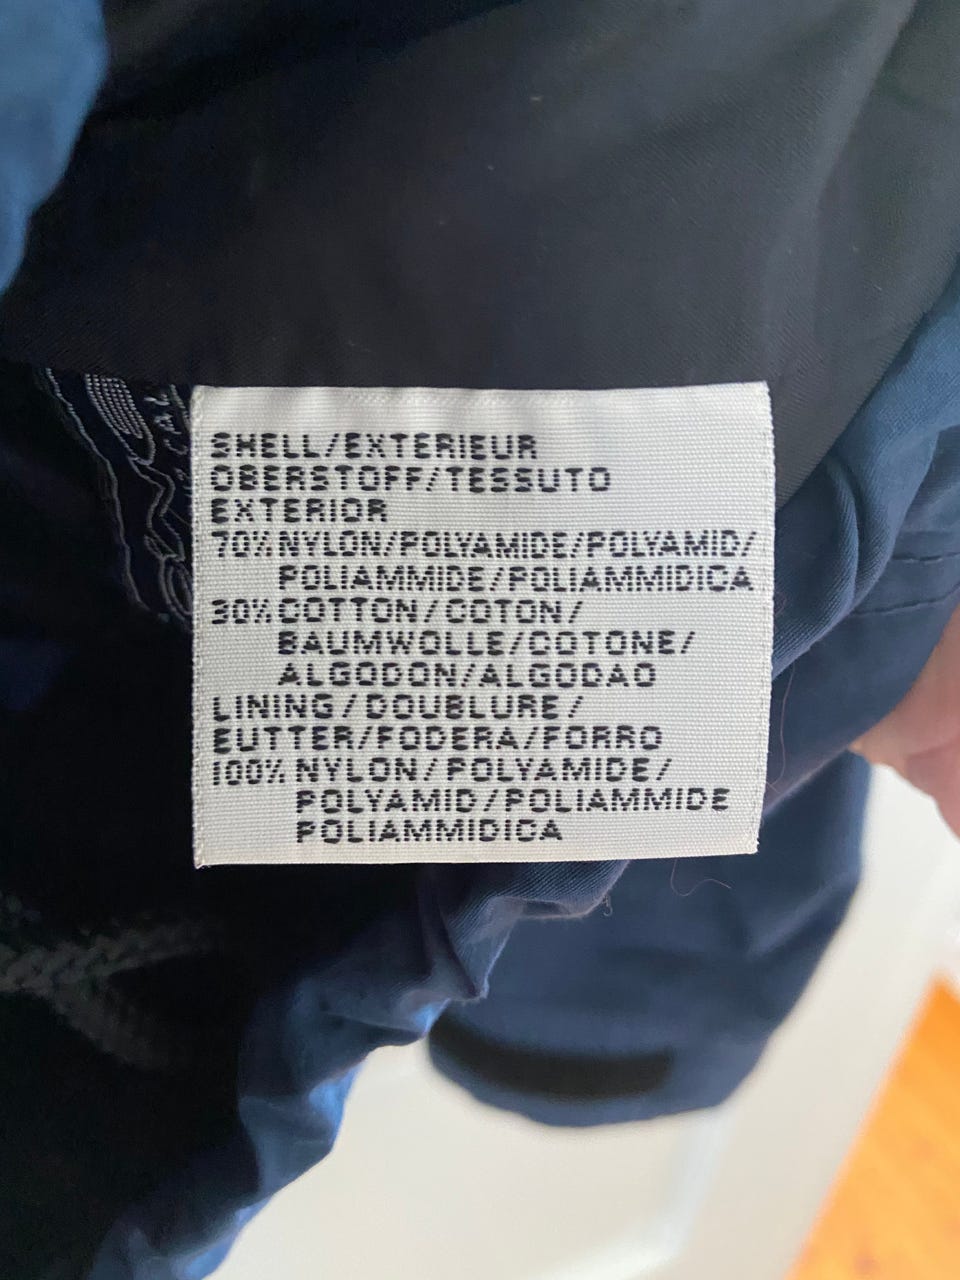 SHELL/EXTERIEUR
OBERSTOFF/TESSUTO
EXTERIOR
70% NYLON/POLYAMIDE/POLYAMID/
POLIAMMIDE/POLIAMMIDICA
30% COTTON/COTON/
BAUMWOLLE/COTONE/
ALGODON/ALGODAO
LINING/DOUBLURE/
EUTTER/FODERA/FORRO
100% NYLON/POLYAMIDE/
POLYAMID/POLIAMMIDE
POLIAMMIDICA